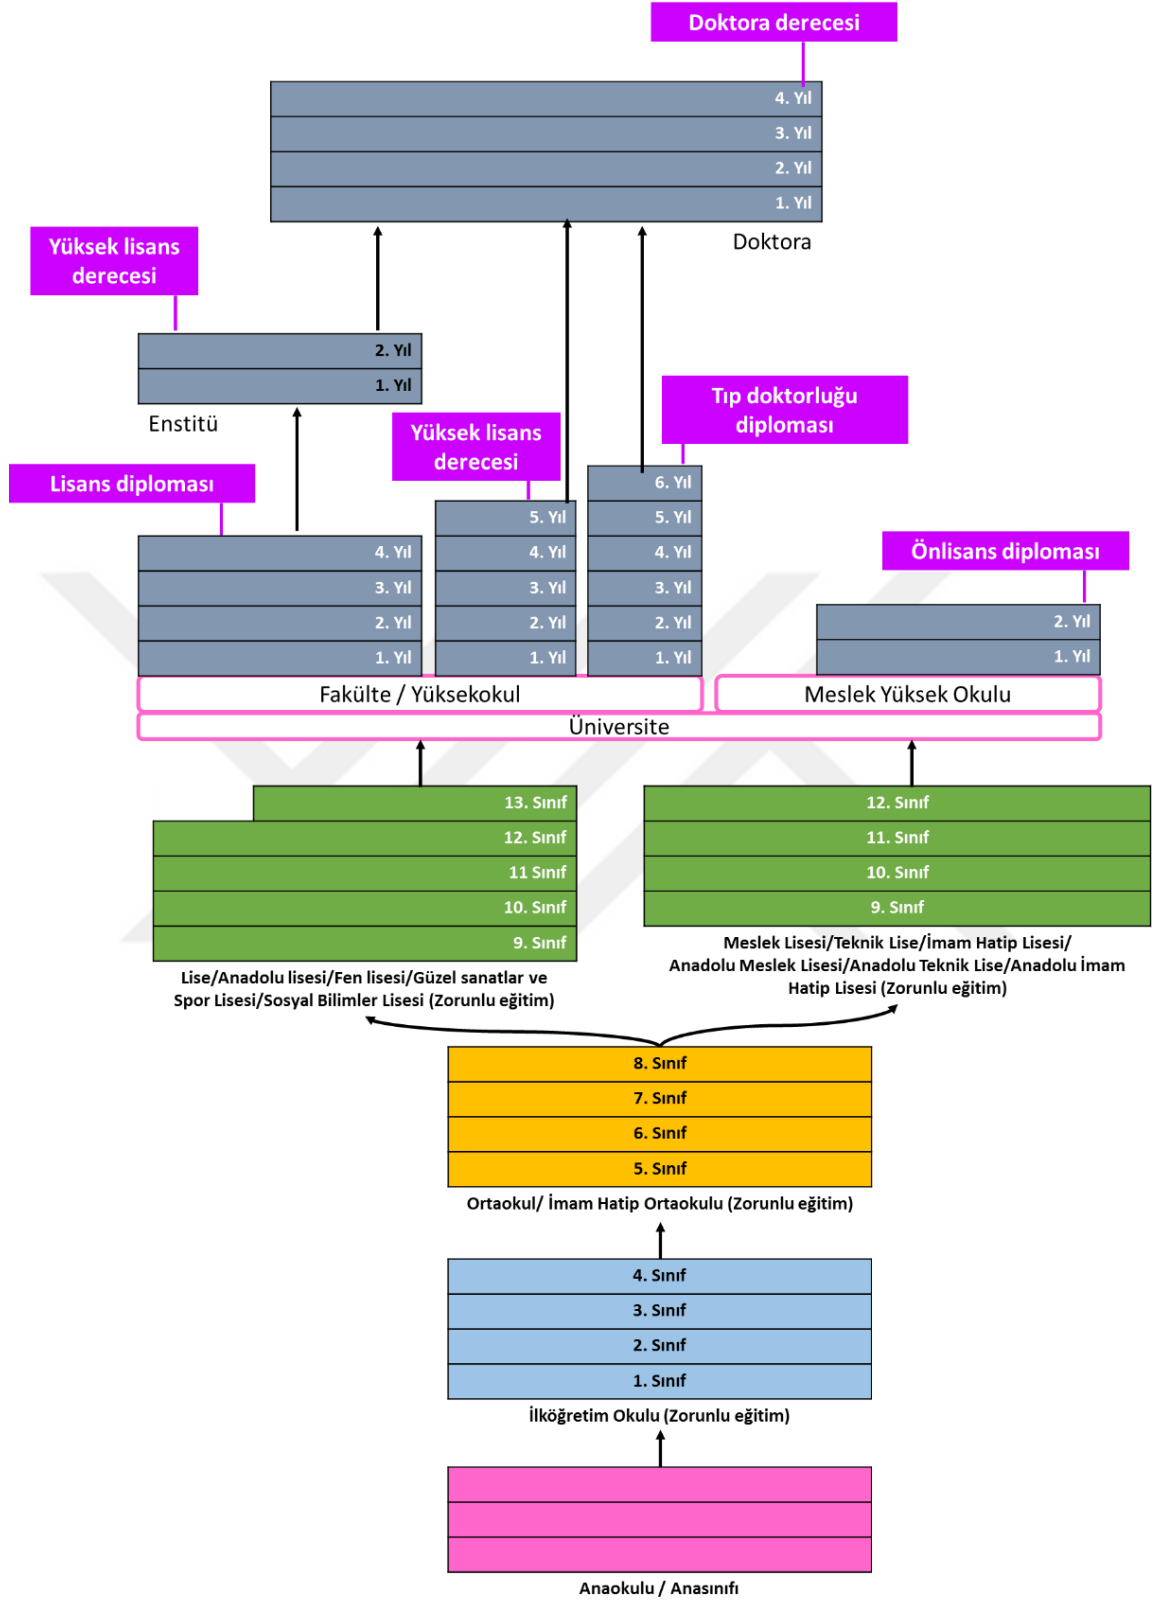 Doktora derecesi
4. Yıl
3. Yıl
2. Yıl
1. Yıl
Doktora
Yüksek lisans
derecesi
2. Yıl
1. Yıl
Enstitü
Lisans diploması
4. Yıl
3. Yıl
2. Yıl
1. Yıl
Yüksek lisans
derecesi
5. Yıl
4. Yıl
3. Yıl
2. Yıl
1. Yıl
Tıp doktorluğu
diploması
6. Yıl
5. Yıl
4. Yıl
3. Yıl
2. Yıl
1. Yıl
Önlisans diploması
2. Yıl
1. Yıl
Fakülte / Yüksekokul
Meslek Yüksek Okulu
Üniversite
13. Sınıf
12. Sınıf
11 Sınıf
10. Sınıf
9. Sınıf
Lise/Anadolu lisesi/Fen lisesi/Güzel sanatlar ve
Spor Lisesi/Sosyal Bilimler Lisesi (Zorunlu eğitim)
12. Sınıf
11. Sınıf
10. Sınıf
9. Sınıf
Meslek Lisesi/Teknik Lise/İmam Hatip Lisesi/
Anadolu Meslek Lisesi/Anadolu Teknik Lise/Anadolu İmam
Hatip Lisesi (Zorunlu eğitim)
8. Sınıf
7. Sınıf
6. Sınıf
5. Sınıf
Ortaokul/ İmam Hatip Ortaokulu (Zorunlu eğitim)
4. Sınıf
3. Sınıf
2. Sınıf
1. Sınıf
İlköğretim Okulu (Zorunlu eğitim)
Anaokulu / Anasınıfı